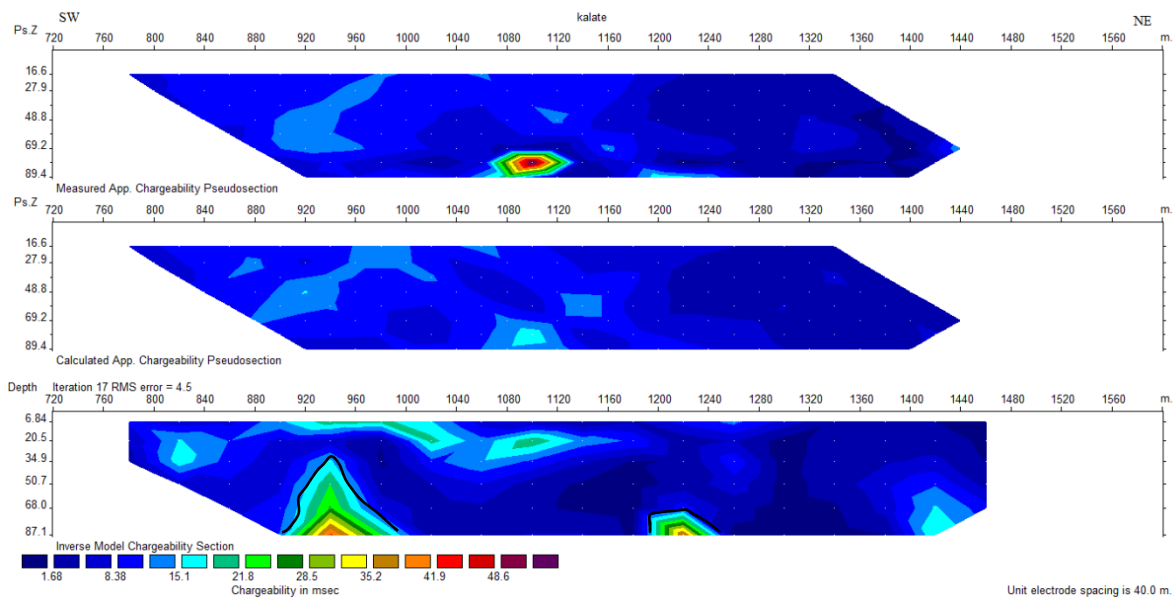 SW kalate NE
Ps.Z 720 760 800 840 880 920 960 1000 1040 1080 1120 1160 1200 1240 1280 1320 1360 1400 1440 1480 1520 1560 m.
16.6
27.9
48.8
69.2
89.4
Measured App. Chargeability Pseudosection
Ps.Z 720 760 800 840 880 920 960 1000 1040 1080 1120 1160 1200 1240 1280 1320 1360 1400 1440 1480 1520 1560 m.
16.6
27.9
48.8
69.2
89.4
Calculated App. Chargeability Pseudosection
Depth Iteration 17 RMS error = 4.5
720 760 800 840 880 920 960 1000 1040 1080 1120 1160 1200 1240 1280 1320 1360 1400 1440 1480 1520 1560 m.
6.84
20.5
34.9
50.7
68.0
87.1
Inverse Model Chargeability Section
1.68 8.38 15.1 21.8 28.5 35.2 41.9 48.6
Chargeability in msec Unit electrode spacing is 40.0 m.